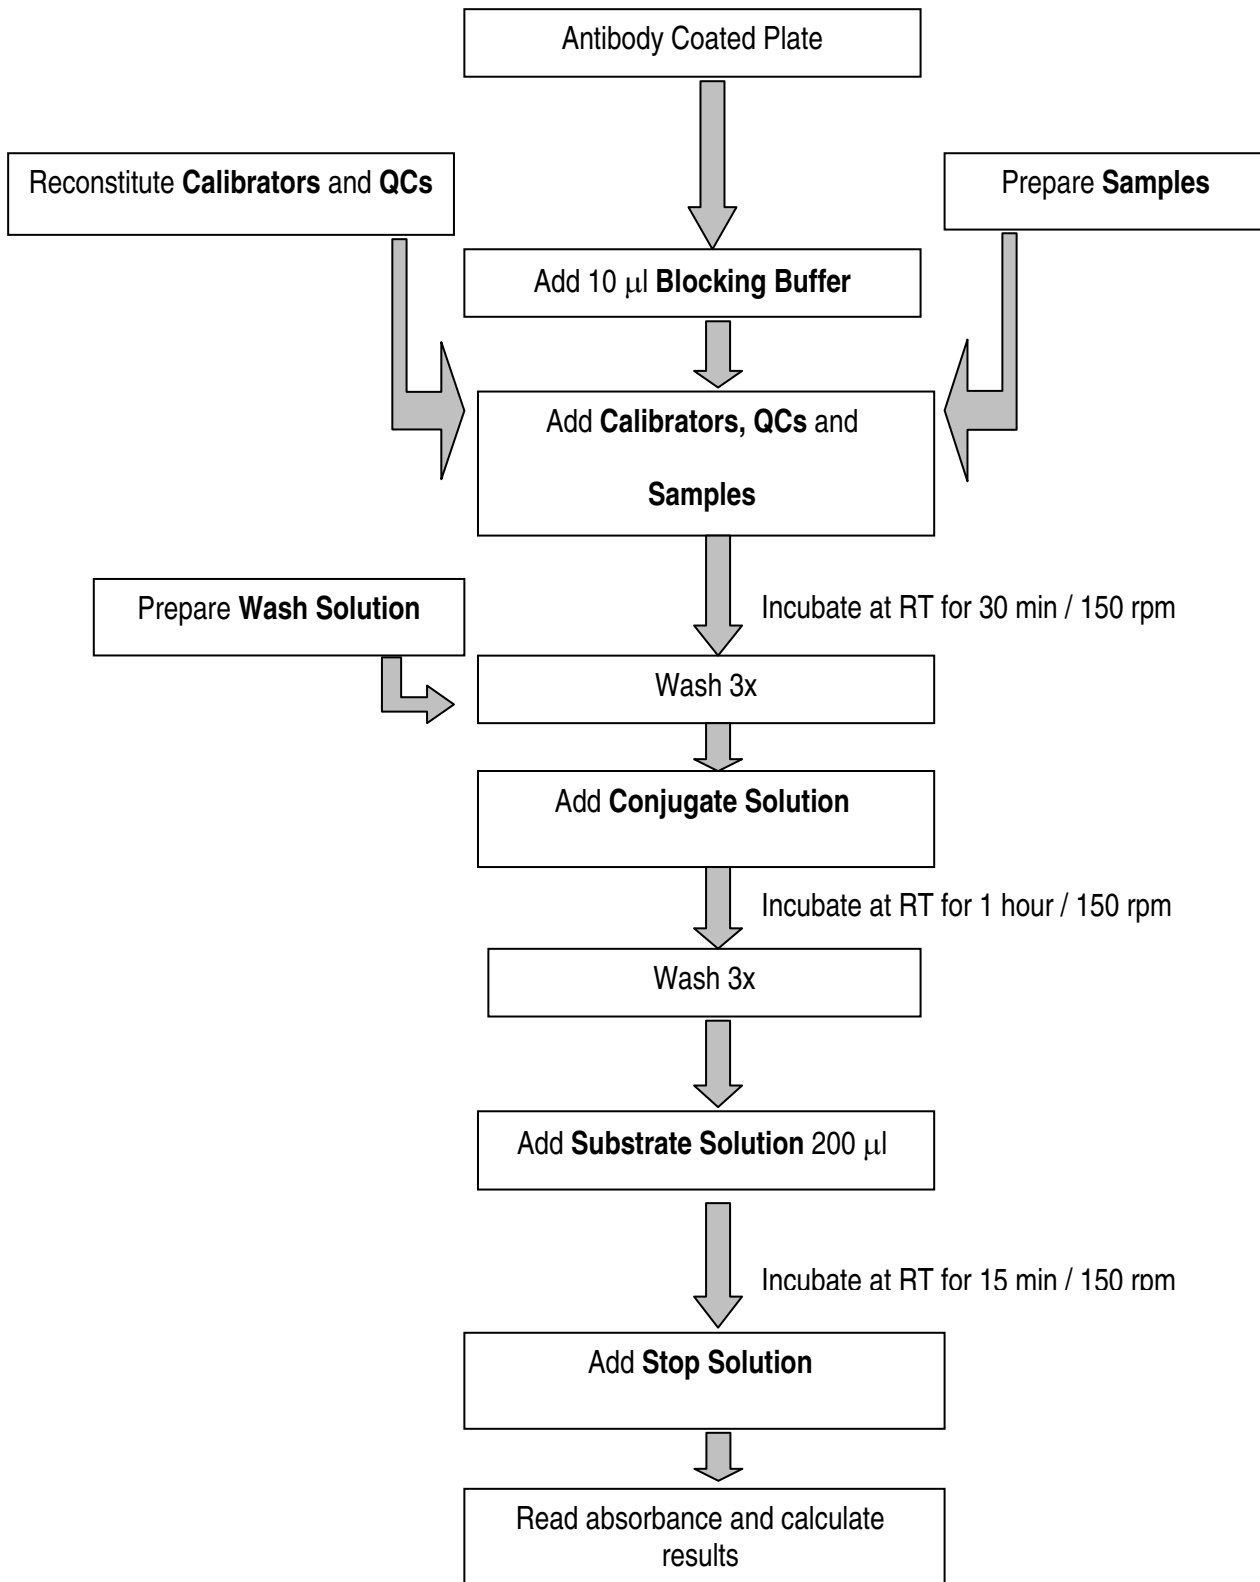 Antibody Coated Plate
Reconstitute Calibrators and QCs
Prepare Samples
Add 10 μl Blocking Buffer
Add Calibrators, QCs and
Samples
Incubate at RT for 30 min / 150 rpm
Prepare Wash Solution
Wash 3x
Add Conjugate Solution
Incubate at RT for 1 hour / 150 rpm
Wash 3x
Add Substrate Solution 200 μl
Incubate at RT for 15 min / 150 rpm
Add Stop Solution
Read absorbance and calculate
results